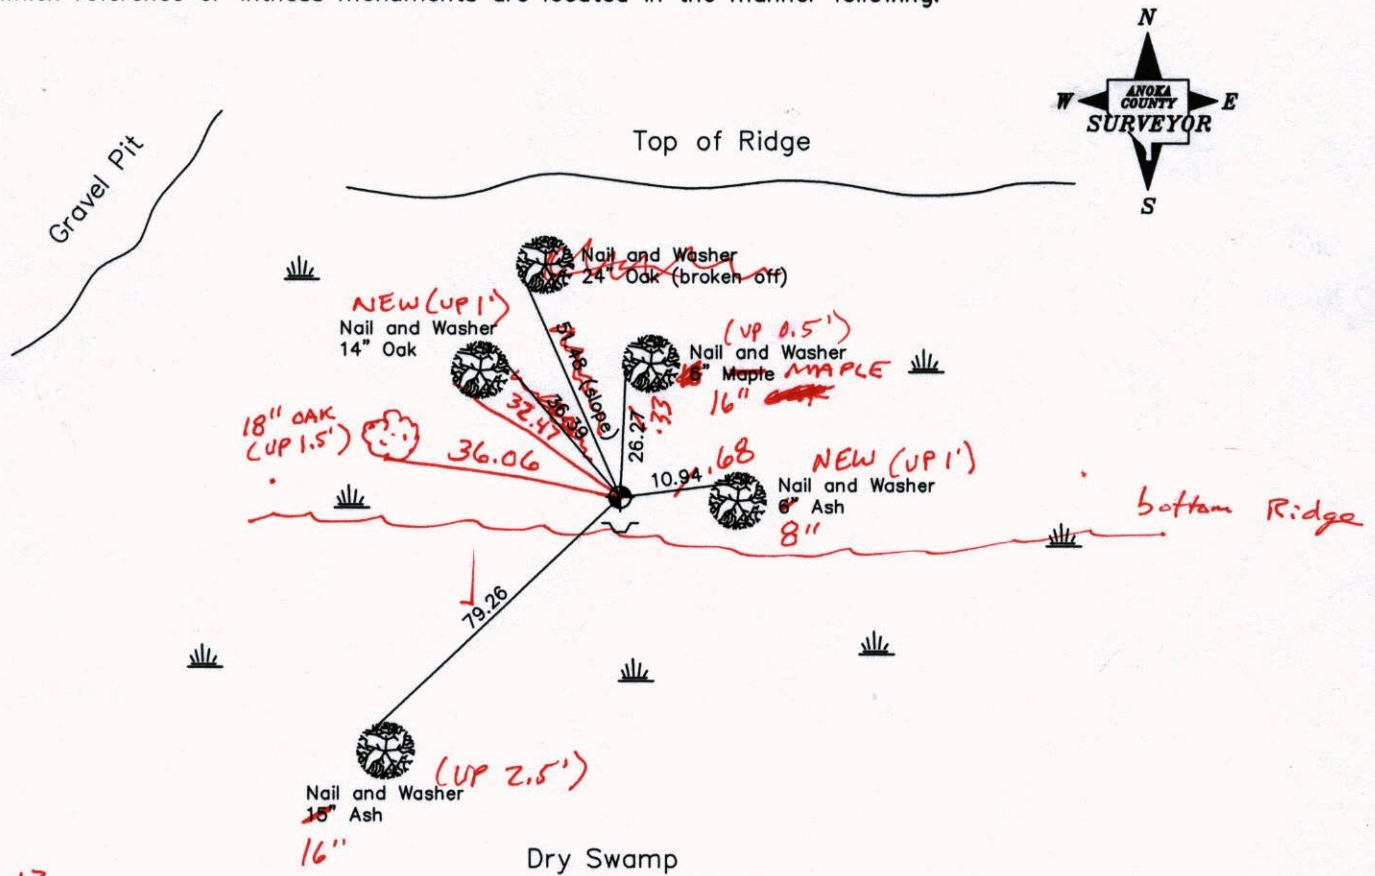 which reference or witness monuments are located in the manner following:
N
W
ANOKA
COUNTY
E
SURVEYOR
S
Gravel Pit
Top of Ridge
Nail and Washer
24" Oak (broken off)
NEW (UP 1')
Nail and Washer
14" Oak
51.48 (slope)
(UP 0.5')
Nail and Washer
6" Maple MAPLE
16"
36.39
32.47
26.27
.33
18" OAK
(UP 1.5')
36.06
10.94
.68
NEW (UP 1')
Nail and Washer
6" Ash
8"
bottom Ridge
79.26
(UP 2.5')
Nail and Washer
15" Ash
16"
Dry Swamp